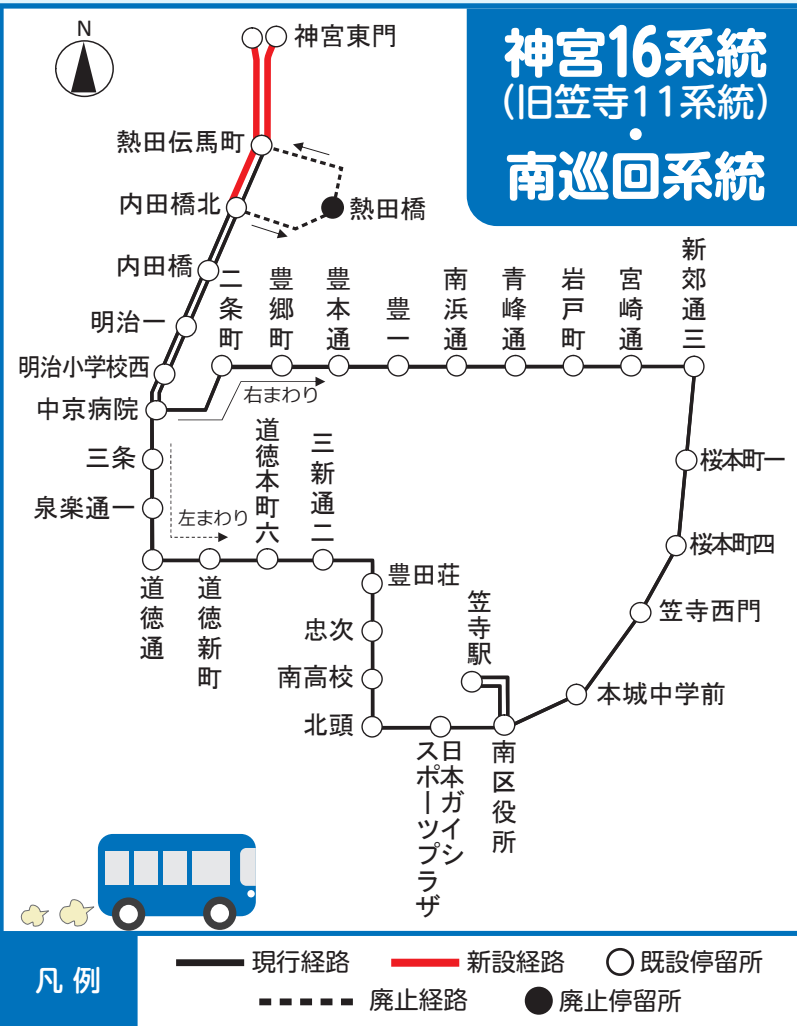 神宮16系統
(旧笠寺11系統)
・
南巡回系統
N
神宮東門
熱田伝馬町
内田橋北
熱田橋
内田橋
明治一
明治小学校西
中京病院
二条町
豊郷町
豊本通
豊一
南浜通
青峰通
岩戸町
宮崎通
新郊通三
右まわり
三条
泉楽通一
左まわり
道徳通
道徳新町
道徳本町六
三新通二
豊田荘
忠次
南高校
北頭
日本ガイシ
スポーツプラザ
南区役所
笠寺駅
本城中学前
笠寺西門
桜本町四
桜本町一
凡例
現行経路
新設経路
既設停留所
廃止経路
廃止停留所